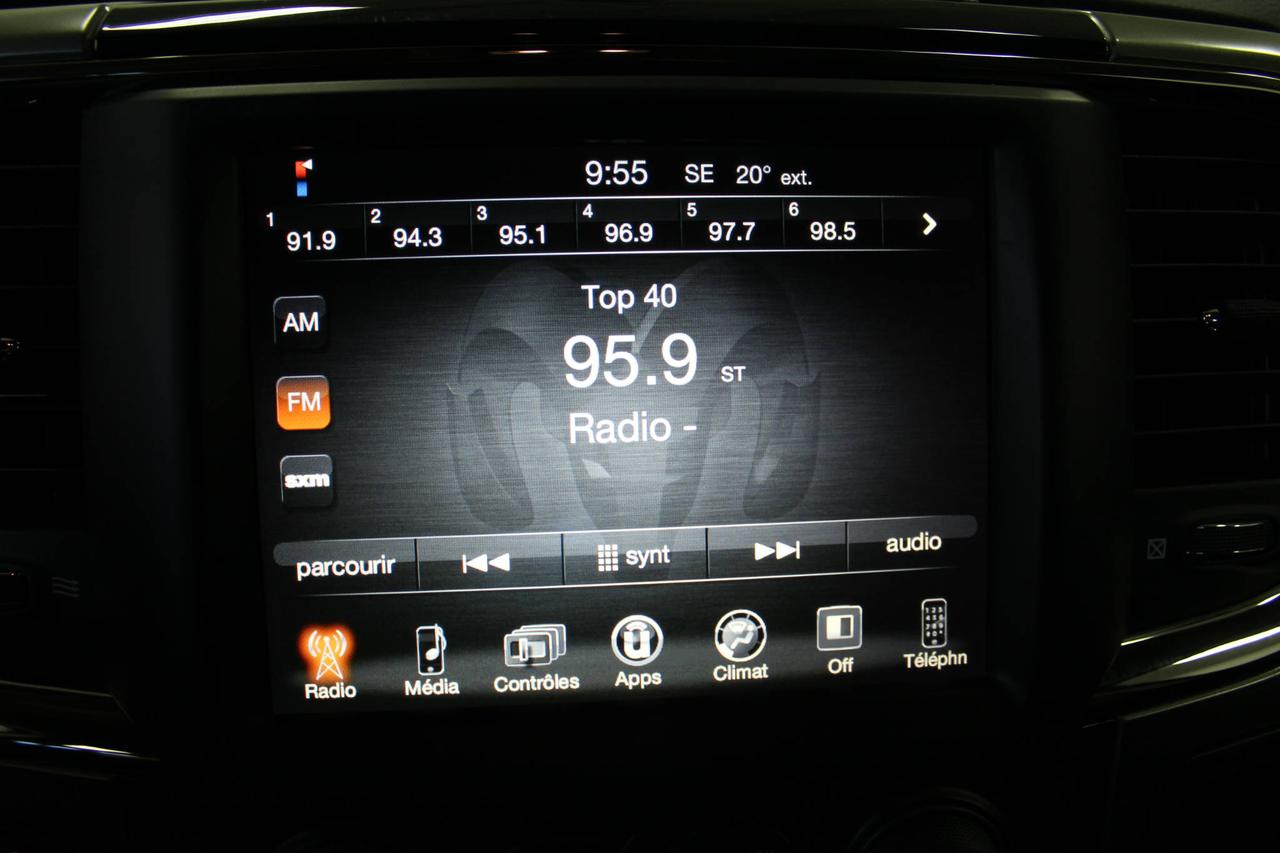 9:55 SE 20° ext.
1 91.9 2 94.3 3 95.1 4 96.9 5 97.7 6 98.5
Top 40
AM
95.9 ST
FM
Radio -
sxm
parcourir synt audio
Radio Média Contrôles Apps Climat Off Téléphn